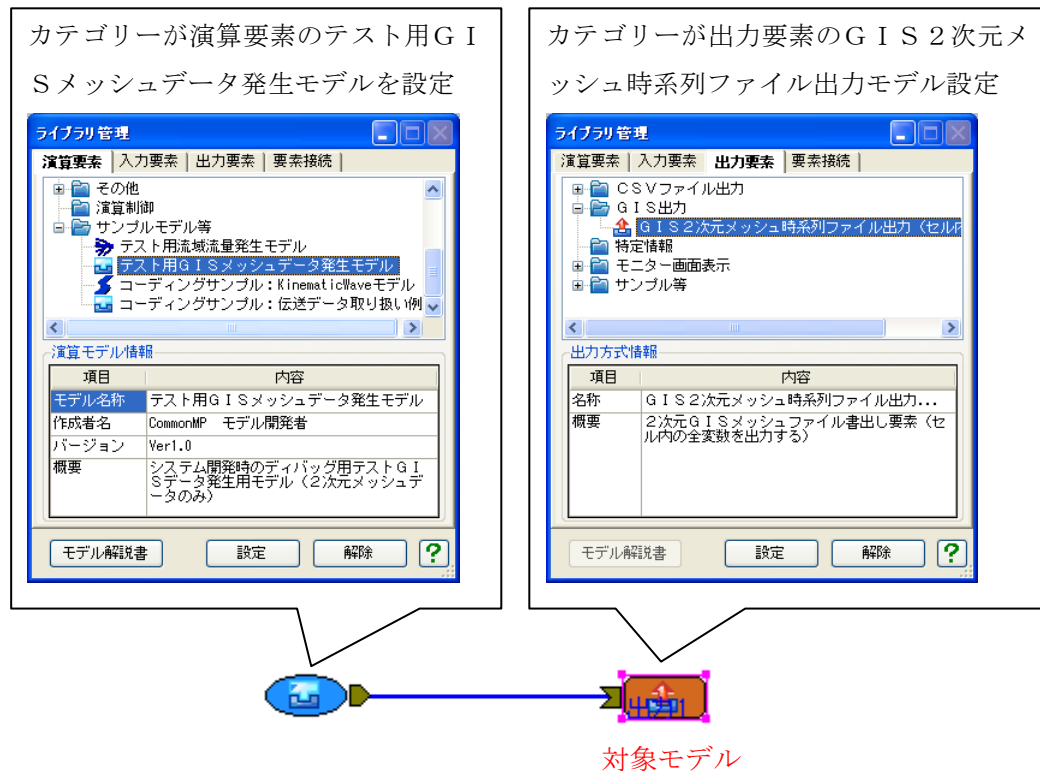 カテゴリーが演算要素のテスト用ＧＩ
Ｓメッシュデータ発生モデルを設定
ライブラリ管理
演算要素 入力要素 出力要素 要素接続
その他
演算制御
サンプルモデル等
テスト用流域流量発生モデル
テスト用ＧＩＳメッシュデータ発生モデル
コーディングサンプル：KinematicWaveモデル
コーディングサンプル：伝送データ取り扱い例
演算モデル情報
項目 内容
モデル名称 テスト用ＧＩＳメッシュデータ発生モデル
作成者名 CommonMP　モデル開発者
バージョン Ver1.0
概要 システム開発時のディバッグ用テストＧＩ
Ｓデータ発生用モデル（２次元メッシュデ
ータのみ）
モデル解説書 設定 解除 ?
カテゴリーが出力要素のＧＩＳ２次元メ
ッシュ時系列ファイル出力モデル設定
ライブラリ管理
演算要素 入力要素 出力要素 要素接続
ＣＳＶファイル出力
ＧＩＳ出力
ＧＩＳ２次元メッシュ時系列ファイル出力（セル内
特定情報
モニター画面表示
サンプル等
出力方式情報
項目 内容
名称 ＧＩＳ２次元メッシュ時系列ファイル出力...
概要 ２次元ＧＩＳメッシュファイル書出し要素（セ
ル内の全変数を出力する）
モデル解説書 設定 解除 ?
対象モデル